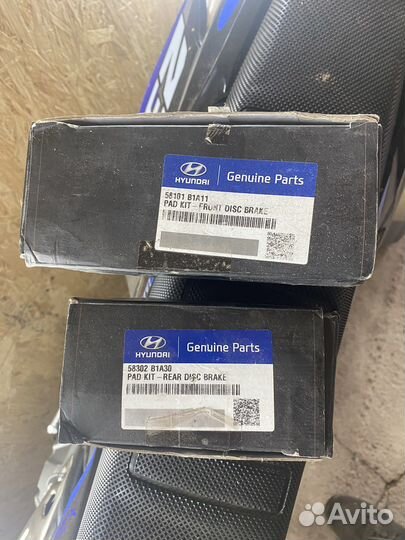 HYUNDAI
Genuine Parts
58101 B1A11
PAD KIT-FRONT DISC BRAKE
HYUNDAI
Genuine Parts
58302 B1A30
PAD KIT-REAR DISC BRAKE
Avito